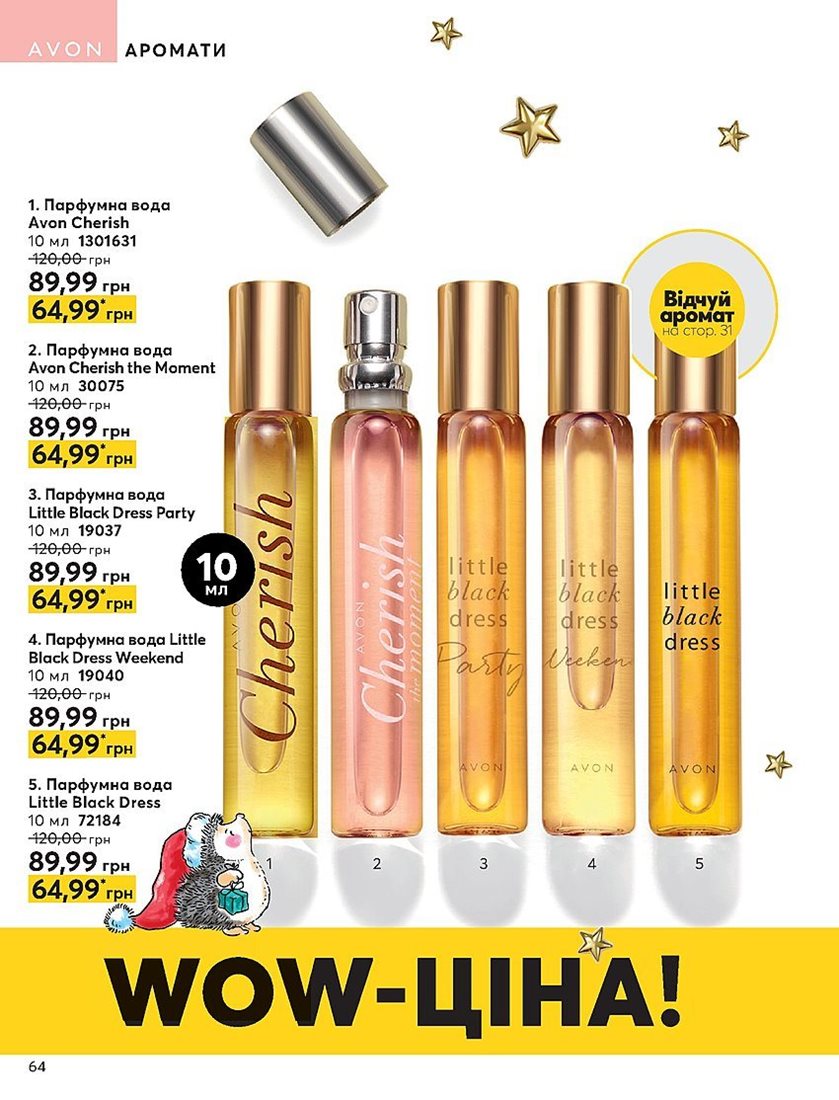 AVON АРОМАТИ
1. Парфумна вода
Avon Cherish
10 мл 1301631
120,00 грн
89,99 грн
64,99* грн
2. Парфумна вода
Avon Cherish the Moment
10 мл 30075
120,00 грн
89,99 грн
64,99* грн
3. Парфумна вода
Little Black Dress Party
10 мл 19037
120,00 грн
89,99 грн
64,99* грн
4. Парфумна вода Little
Black Dress Weekend
10 мл 19040
120,00 грн
89,99 грн
64,99* грн
5. Парфумна вода
Little Black Dress
10 мл 72184
120,00 грн
89,99 грн
64,99* грн
Відчуй
аромат
на стор. 31
10
МЛ
AVON
Cherish
AVON
Cherish
the moment
little
black
dress
Party
AVON
little
black
dress
Weeken
AVON
little
black
dress
AVON
1
2
3
4
5
WOW-ЦІНА!
64